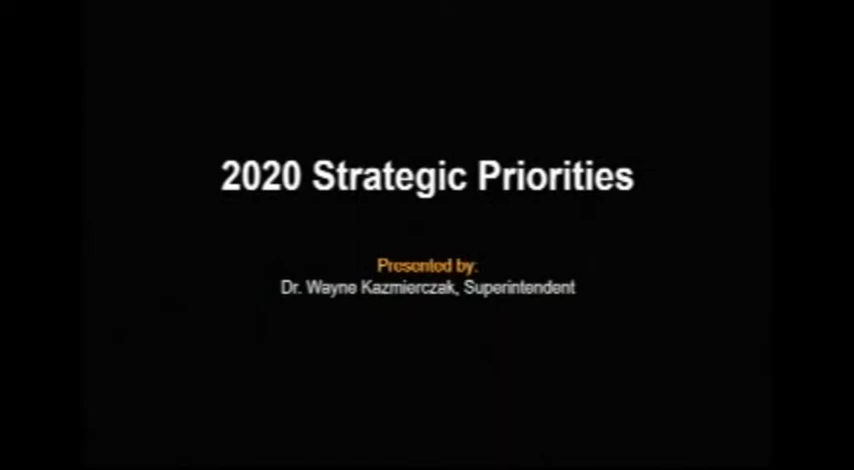 2020 Strategic Priorities
Presented by:
Dr. Wayne Kazmierczak, Superintendent